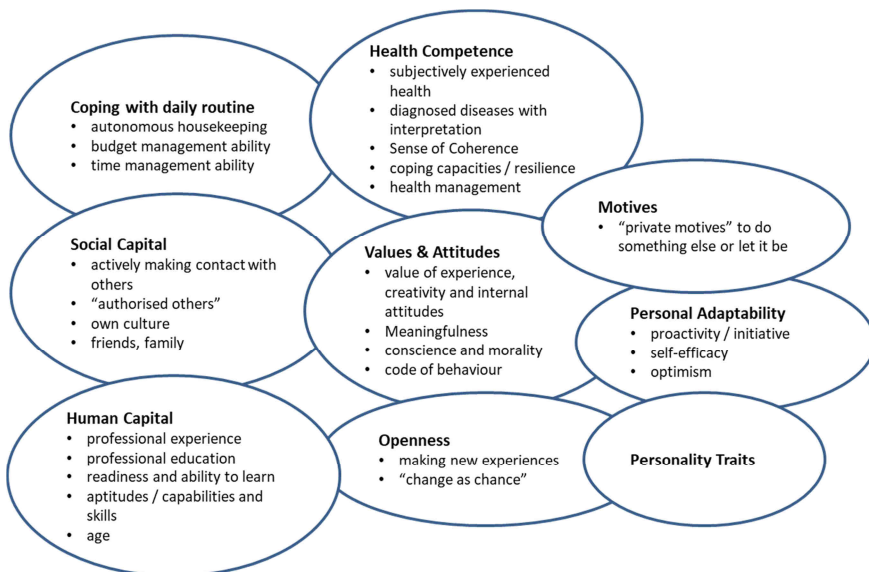 Coping with daily routine
• autonomous housekeeping
• budget management ability
• time management ability
Health Competence
• subjectively experienced
health
• diagnosed diseases with
interpretation
• Sense of Coherence
• coping capacities / resilience
• health management
Motives
• “private motives” to do
something else or let it be
Social Capital
• actively making contact with
others
• “authorised others”
• own culture
• friends, family
Values & Attitudes
• value of experience,
creativity and internal
attitudes
• Meaningfulness
• conscience and morality
• code of behaviour
Personal Adaptability
• proactivity / initiative
• self-efficacy
• optimism
Human Capital
• professional experience
• professional education
• readiness and ability to learn
• aptitudes / capabilities and
skills
• age
Openness
• making new experiences
• “change as chance”
Personality Traits